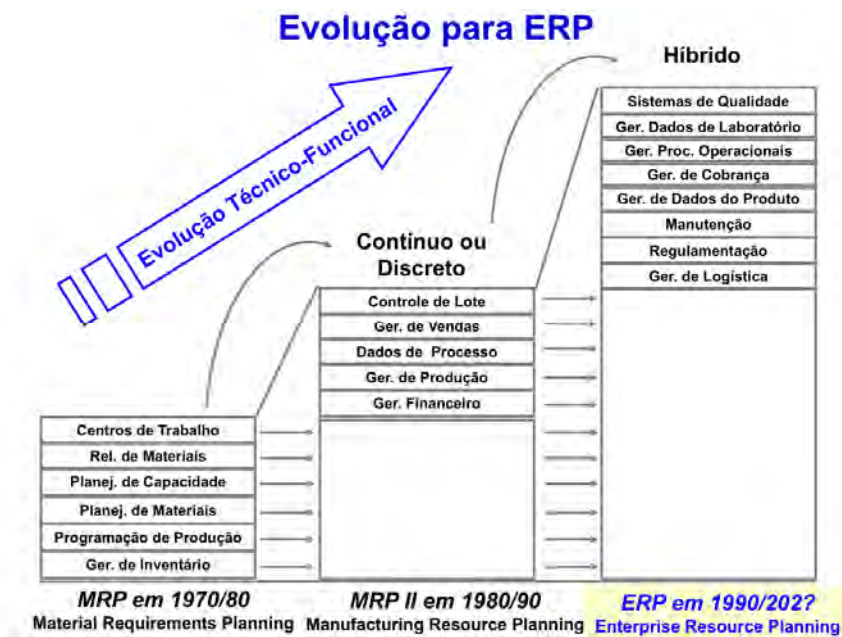 Evolução para ERP
Híbrido
Evolução Técnico-Funcional
Sistemas de Qualidade
Ger. Dados de Laboratório
Ger. Proc. Operacionais
Ger. de Cobrança
Ger. de Dados do Produto
Manutenção
Regulamentação
Ger. de Logística
Contínuo ou
Discreto
Controle de Lote
Ger. de Vendas
Dados de Processo
Ger. de Produção
Ger. Financeiro
Centros de Trabalho
Rel. de Materiais
Planej. de Capacidade
Planej. de Materiais
Programação de Produção
Ger. de Inventário
MRP em 1970/80
Material Requirements Planning
MRP II em 1980/90
Manufacturing Resource Planning
ERP em 1990/202?
Enterprise Resource Planning